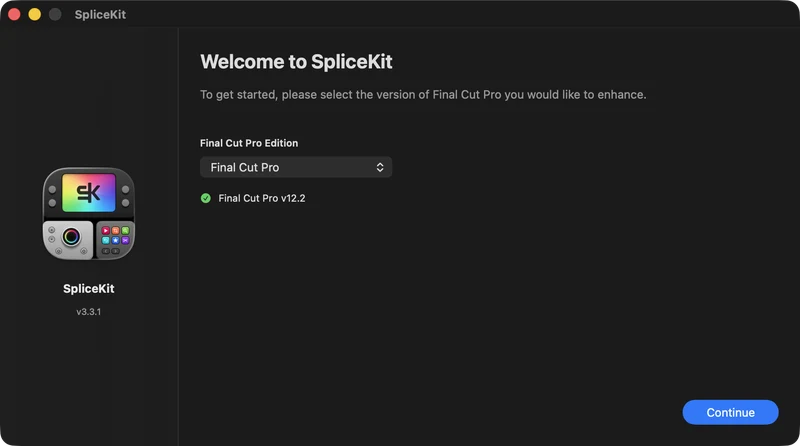 SpliceKit
Welcome to SpliceKit
To get started, please select the version of Final Cut Pro you would like to enhance.
Final Cut Pro Edition
Final Cut Pro
Final Cut Pro v12.2
SK
SpliceKit
v3.3.1
Continue